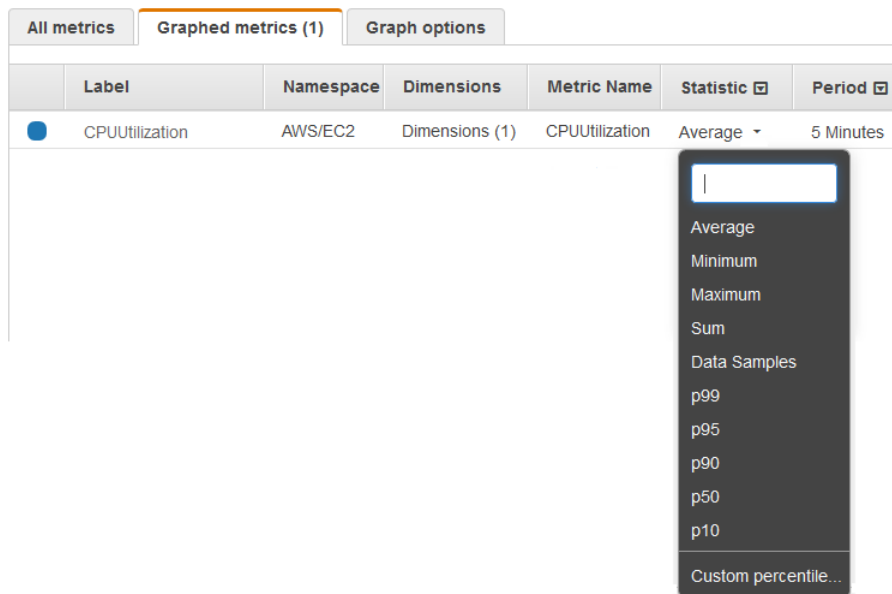 All metrics Graphed metrics (1) Graph options
Label Namespace Dimensions Metric Name Statistic Period
CPUUtilization AWS/EC2 Dimensions (1) CPUUtilization Average 5 Minutes
Average
Minimum
Maximum
Sum
Data Samples
p99
p95
p90
p50
p10
Custom percentile...